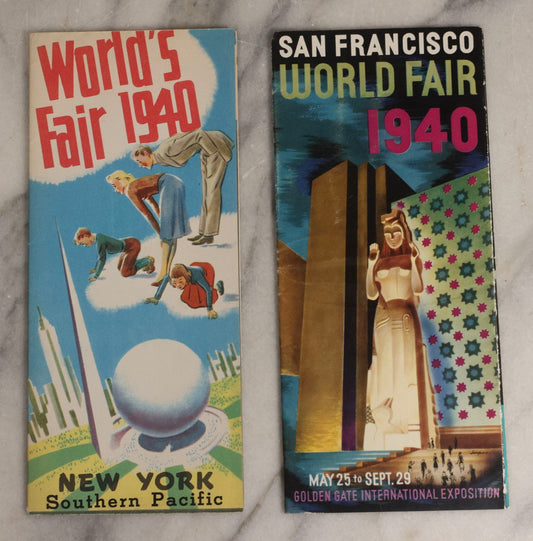 World's
Fair 1940
NEW YORK
Southern Pacific
SAN FRANCISCO
WORLD FAIR
1940
MAY 25 to SEPT. 29
GOLDEN GATE INTERNATIONAL EXPOSITION